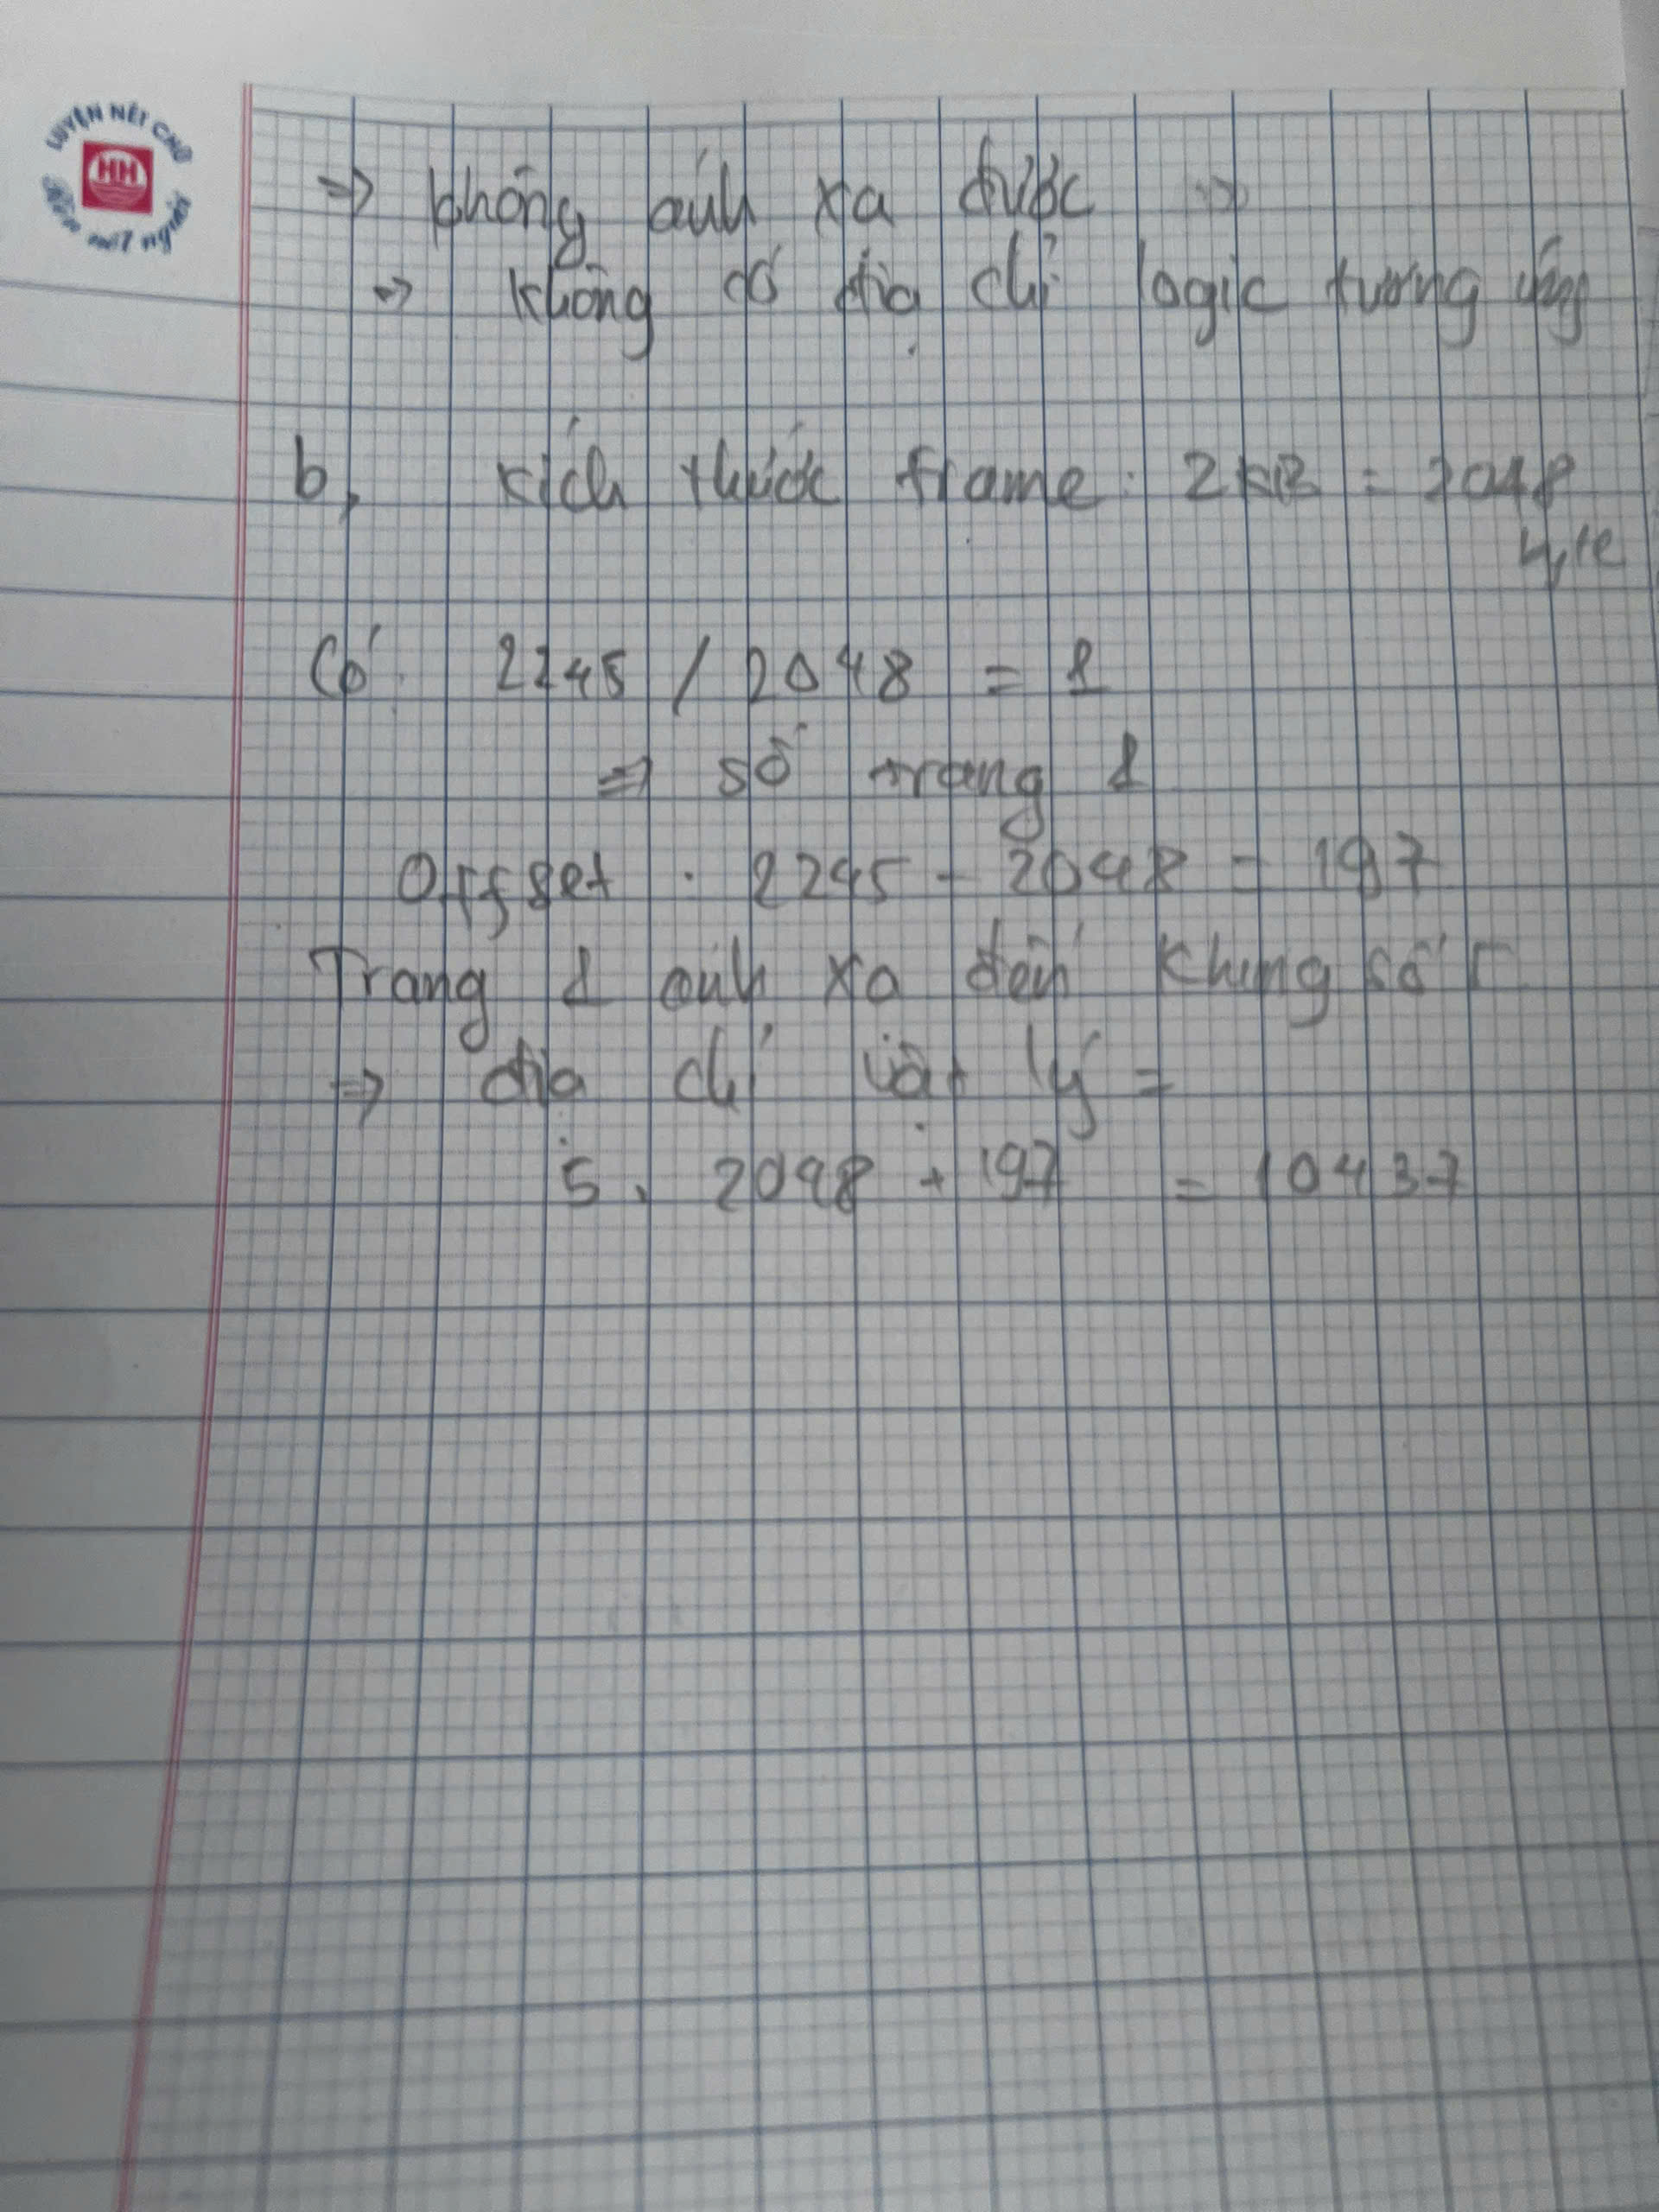 LUYỆN NÉT CHỮ
HH
RÈN NẾT NGƯỜI
=> không ánh xạ được =>
=> không có địa chỉ logic tương ứng
b, Kích thước frame: 2KB = 2048
byte
Có: 2245 / 2048 = 1
=> số trang 1
Offset : 2245 - 2048 = 197
Trang 1 ánh xạ đến khung số 5
=> địa chỉ vật lý =
5 . 2048 + 197 = 10437